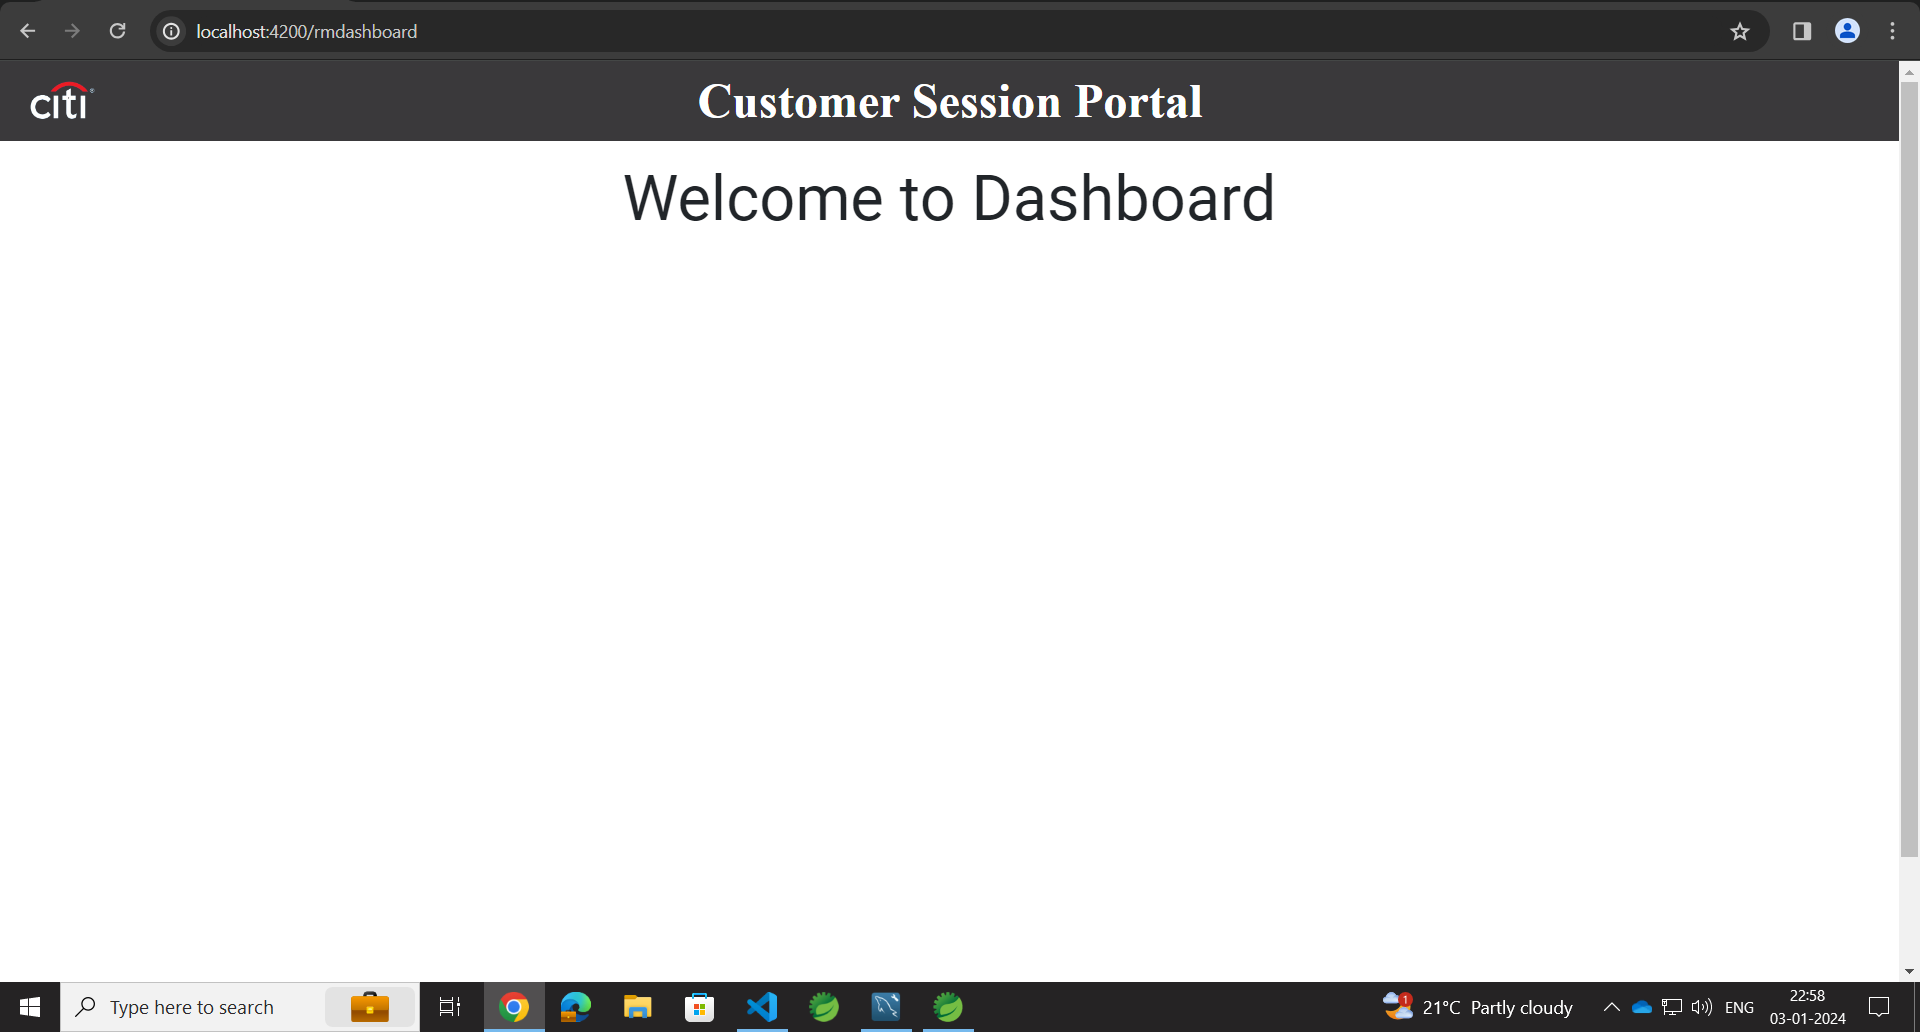 localhost:4200/rmdashboard
citi®
Customer Session Portal
Welcome to Dashboard
Type here to search
1
21°C Partly cloudy
ENG
22:58
03-01-2024